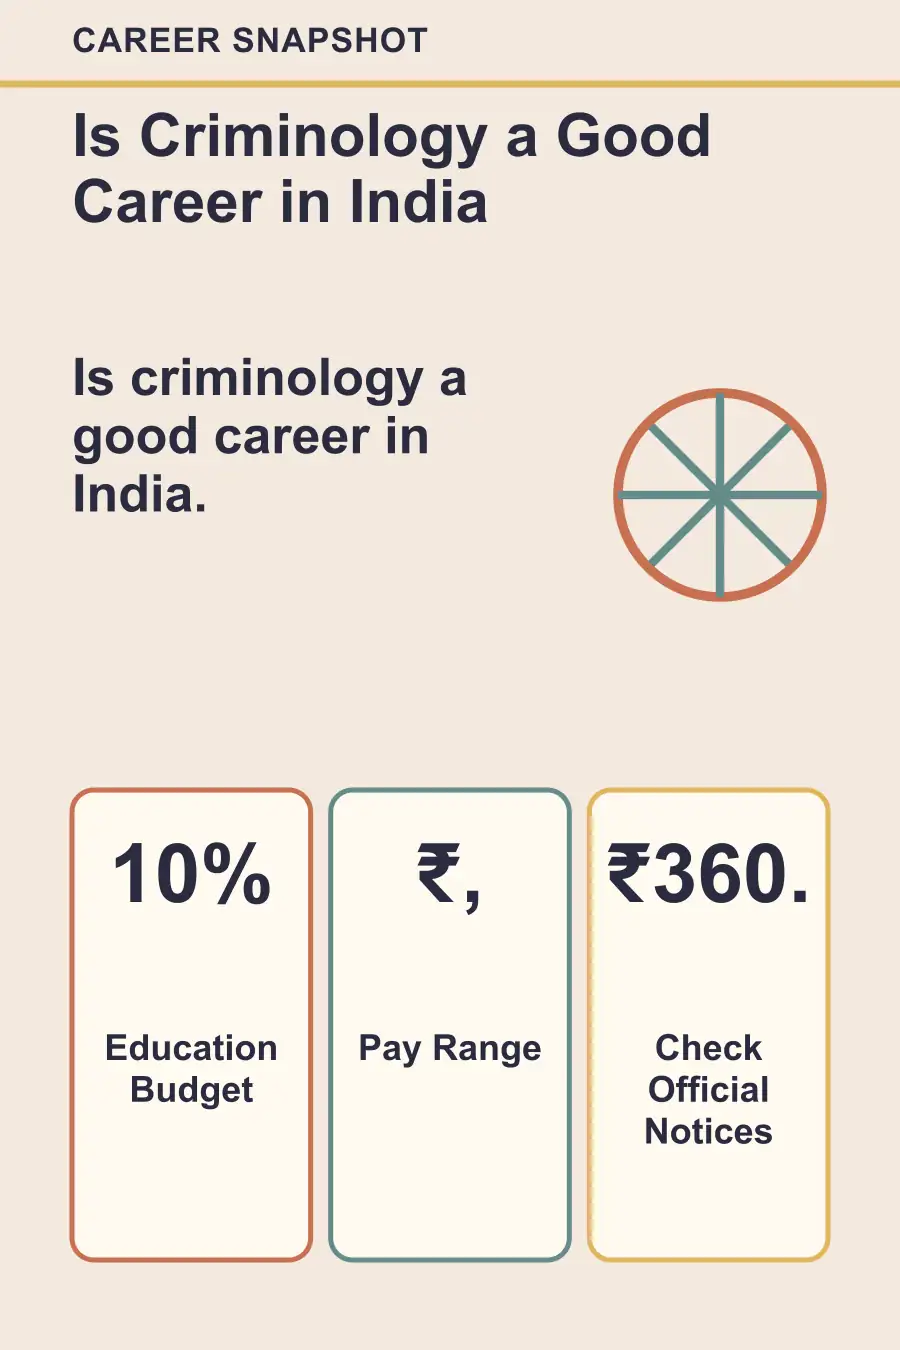 CAREER SNAPSHOT
Is Criminology a Good
Career in India
Is criminology a
good career in
India.
10%
₹,
₹360.
Education
Budget
Pay Range
Check
Official
Notices